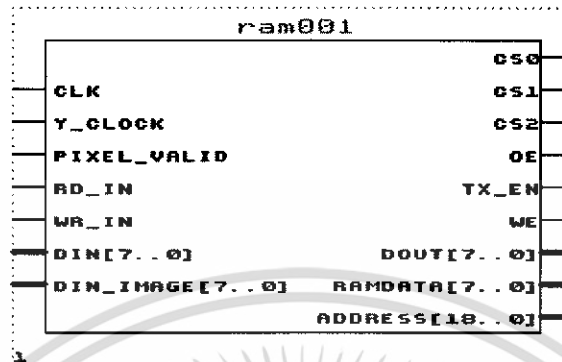 ram001
CS0
CLK CS1
Y_CLOCK CS2
PIXEL_VALID OE
RD_IN TX_EN
WR_IN WE
DIN[7..0] DOUT[7..0]
DIN_IMAGE[7..0] RAMDATA[7..0]
ADDRESS[18..0]
1